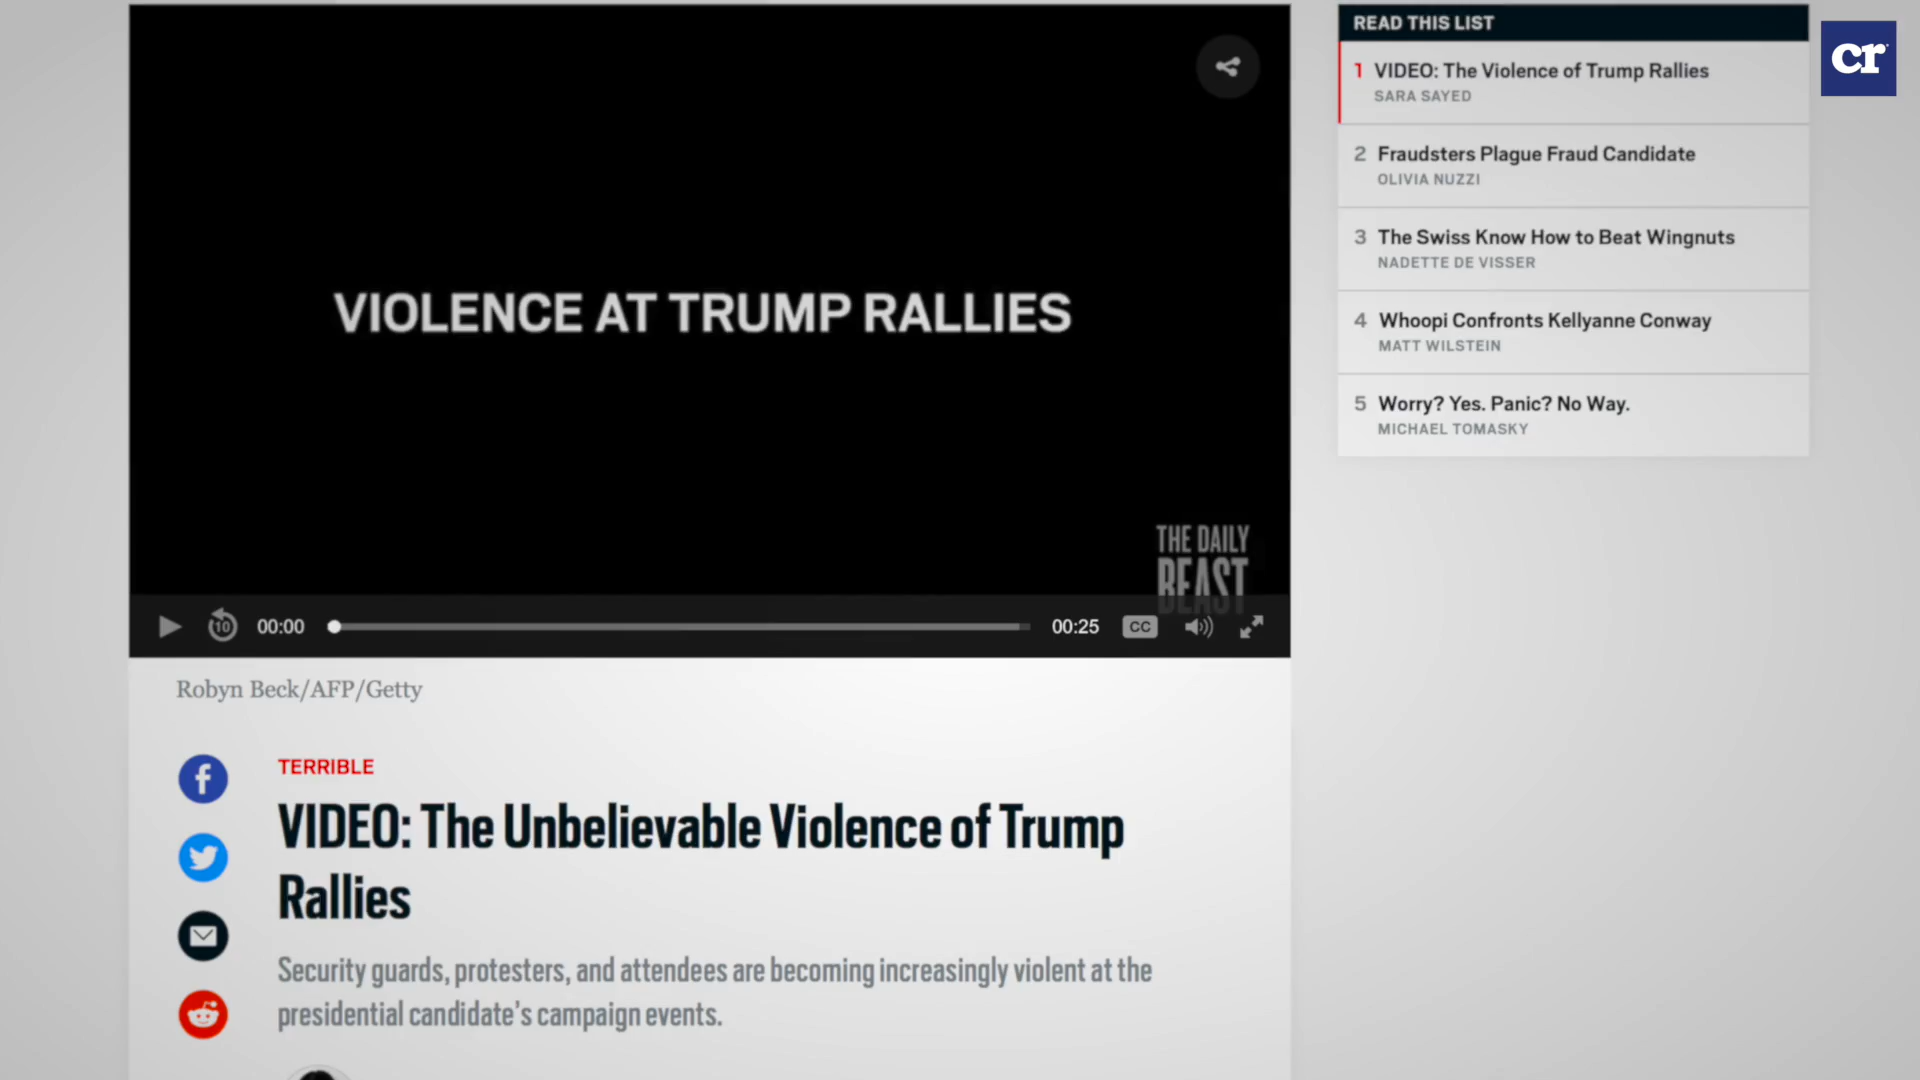 READ THIS LIST
1 VIDEO: The Violence of Trump Rallies
SARA SAYED
2 Fraudsters Plague Fraud Candidate
OLIVIA NUZZI
3 The Swiss Know How to Beat Wingnuts
NADETTE DE VISSER
4 Whoopi Confronts Kellyanne Conway
MATT WILSTEIN
5 Worry? Yes. Panic? No Way.
MICHAEL TOMASKY
cr
VIOLENCE AT TRUMP RALLIES
THE DAILY
BEAST
10 00:00 00:25 CC
Robyn Beck/AFP/Getty
TERRIBLE
VIDEO: The Unbelievable Violence of Trump
Rallies
Security guards, protesters, and attendees are becoming increasingly violent at the
presidential candidate's campaign events.